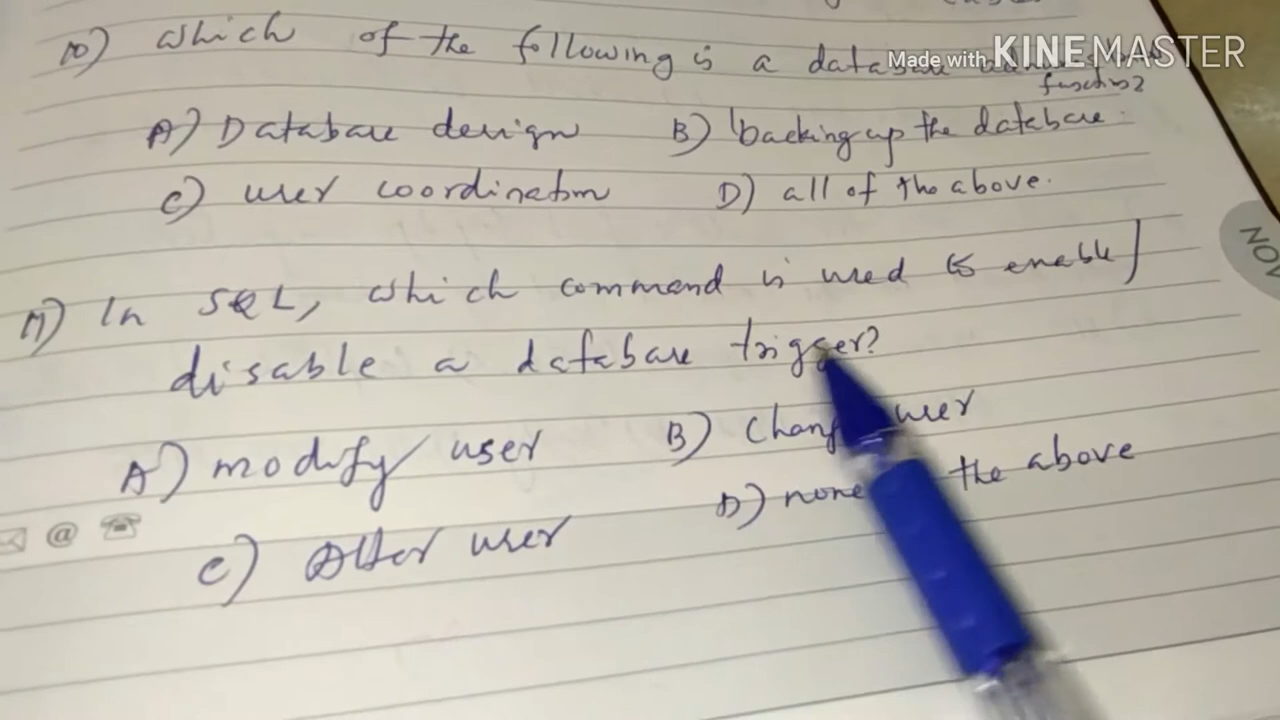 Made with KINEMASTER
10) which of the following is a database
A) Database design B) backing up the database.
C) user coordination D) all of the above.
11) In SQL, which command is used to enable/
disable a database trigger?
A) modify user B) user
D) none the above
C) Alter user
NOV
@